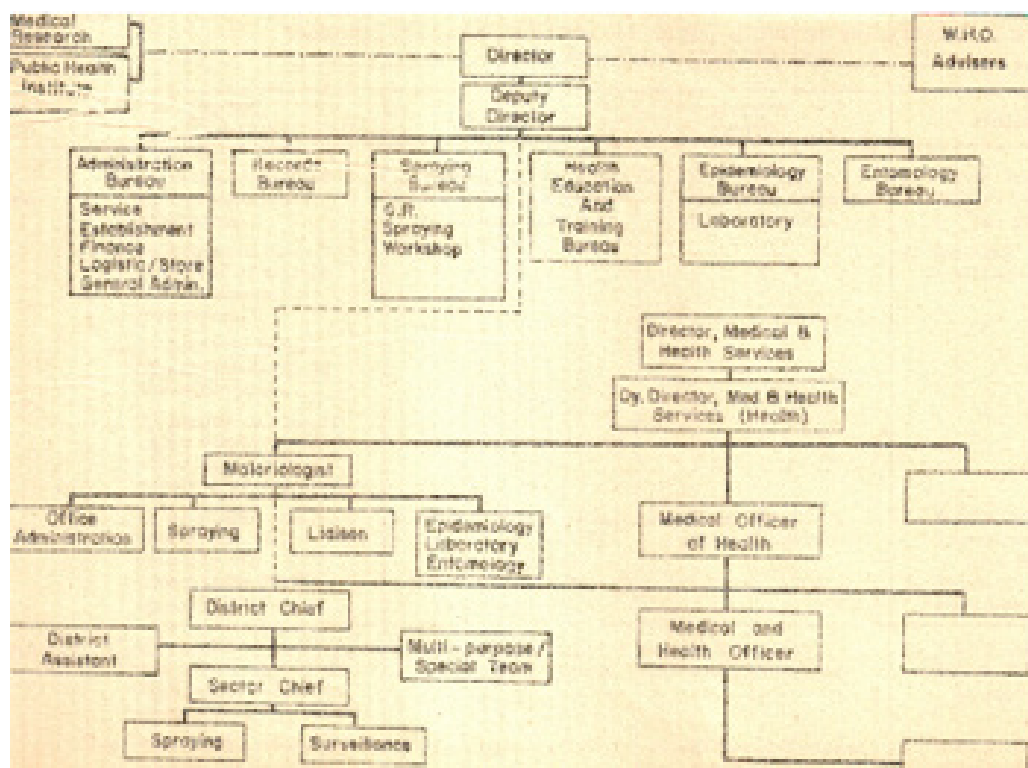 Medical
Research
Public Health
Institute
Director
W.H.O.
Advisers
Deputy
Director
Administration
Bureau
Service
Establishment
Finance
Logistic / Store
General Admin.
Records
Bureau
Spraying
Bureau
Spraying
Workshop
Health
Education
And
Training
Bureau
Epidemiology
Bureau
Laboratory
Entomology
Bureau
Director, Medical &
Health Services
Dy. Director, Med & Health
Services (Health)
Malariologist
Office
Administration
Spraying
Liaison
Epidemiology
Laboratory
Entomology
Medical Officer
of Health
District Chief
District
Assistant
Multi-purpose/
Special Team
Medical and
Health Officer
Sector Chief
Spraying
Surveillance